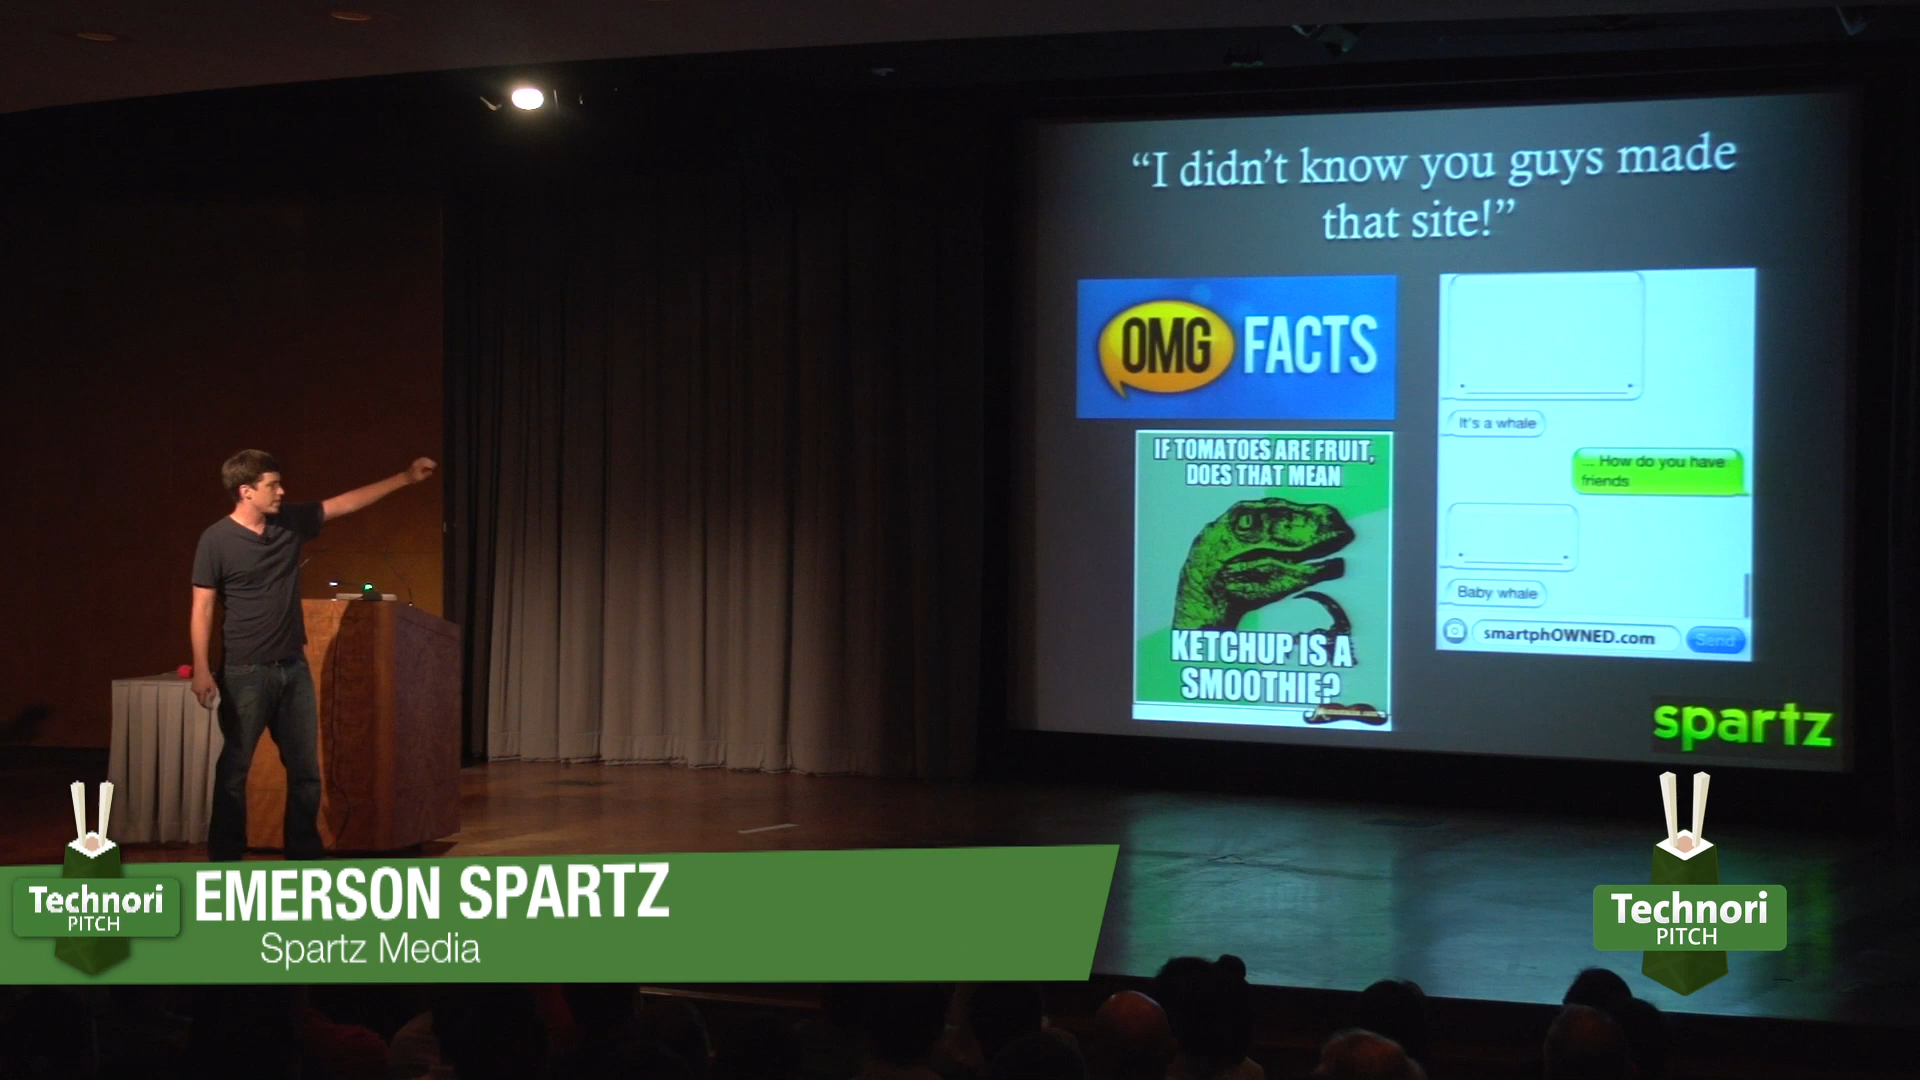 “I didn’t know you guys made
that site!”
OMG FACTS
IF TOMATOES ARE FRUIT,
DOES THAT MEAN
KETCHUP IS A
SMOOTHIE?
It's a whale
... How do you have
friends
Baby whale
smartphOWNED.com
Send
spartz
Technori
PITCH
EMERSON SPARTZ
Spartz Media
Technori
PITCH